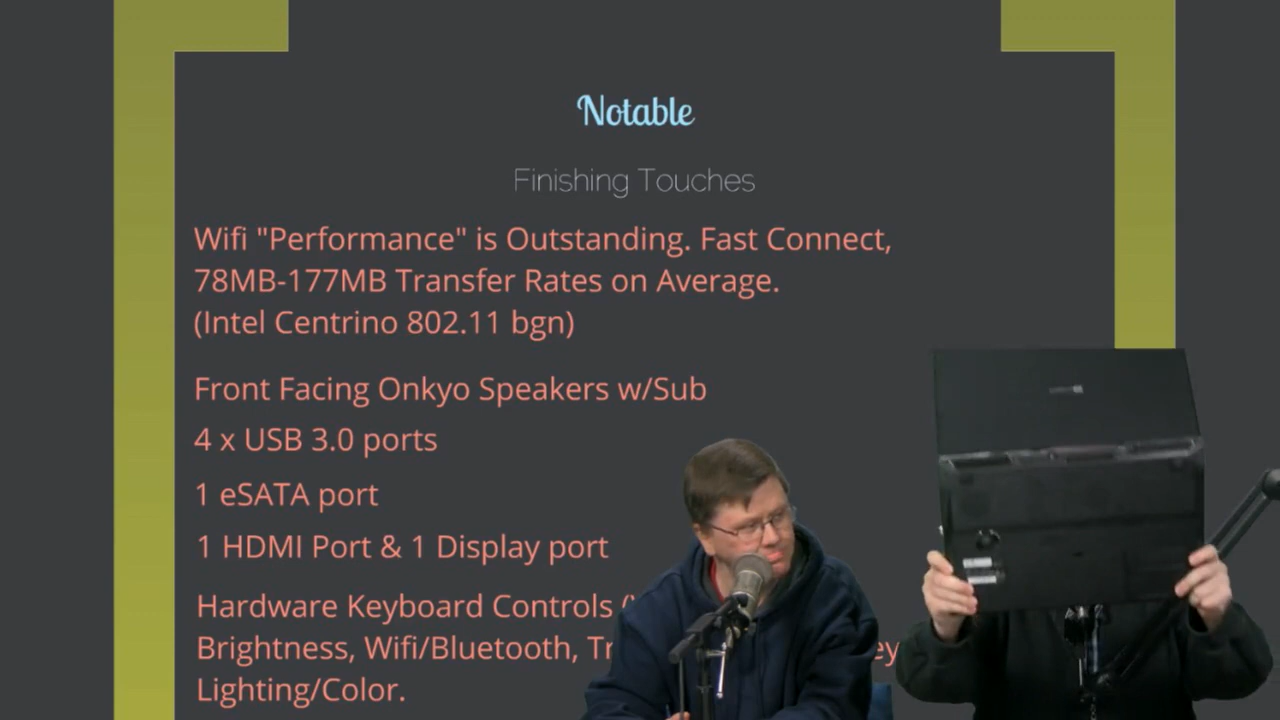 Notable
Finishing Touches
Wifi "Performance" is Outstanding. Fast Connect,
78MB-177MB Transfer Rates on Average.
(Intel Centrino 802.11 bgn)
Front Facing Onkyo Speakers w/Sub
4 x USB 3.0 ports
1 eSATA port
1 HDMI Port & 1 Display port
Hardware Keyboard Controls
Brightness, Wifi/Bluetooth,
Lighting/Color.